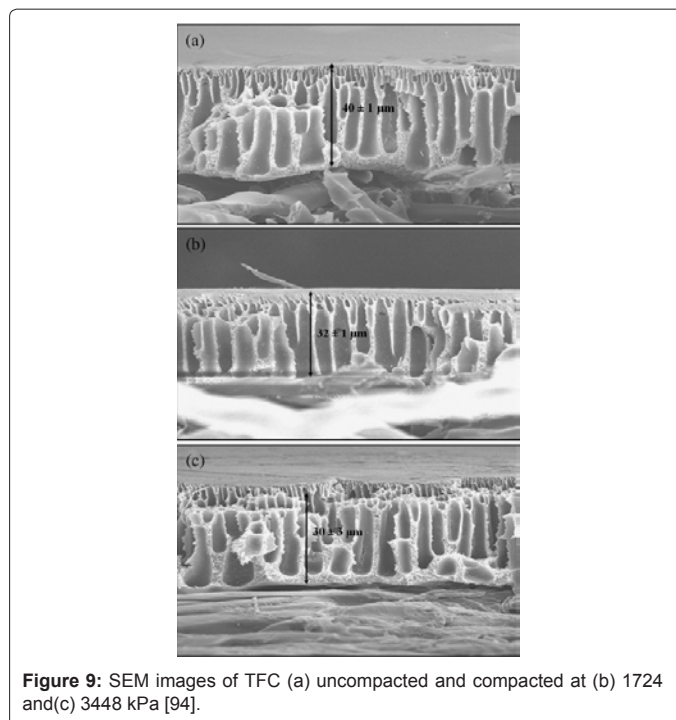 (a)
40 ± 1 μm
(b)
32 ± 1 μm
(c)
30 ± 3 μm
Figure 9: SEM images of TFC (a) uncompacted and compacted at (b) 1724
and(c) 3448 kPa [94].